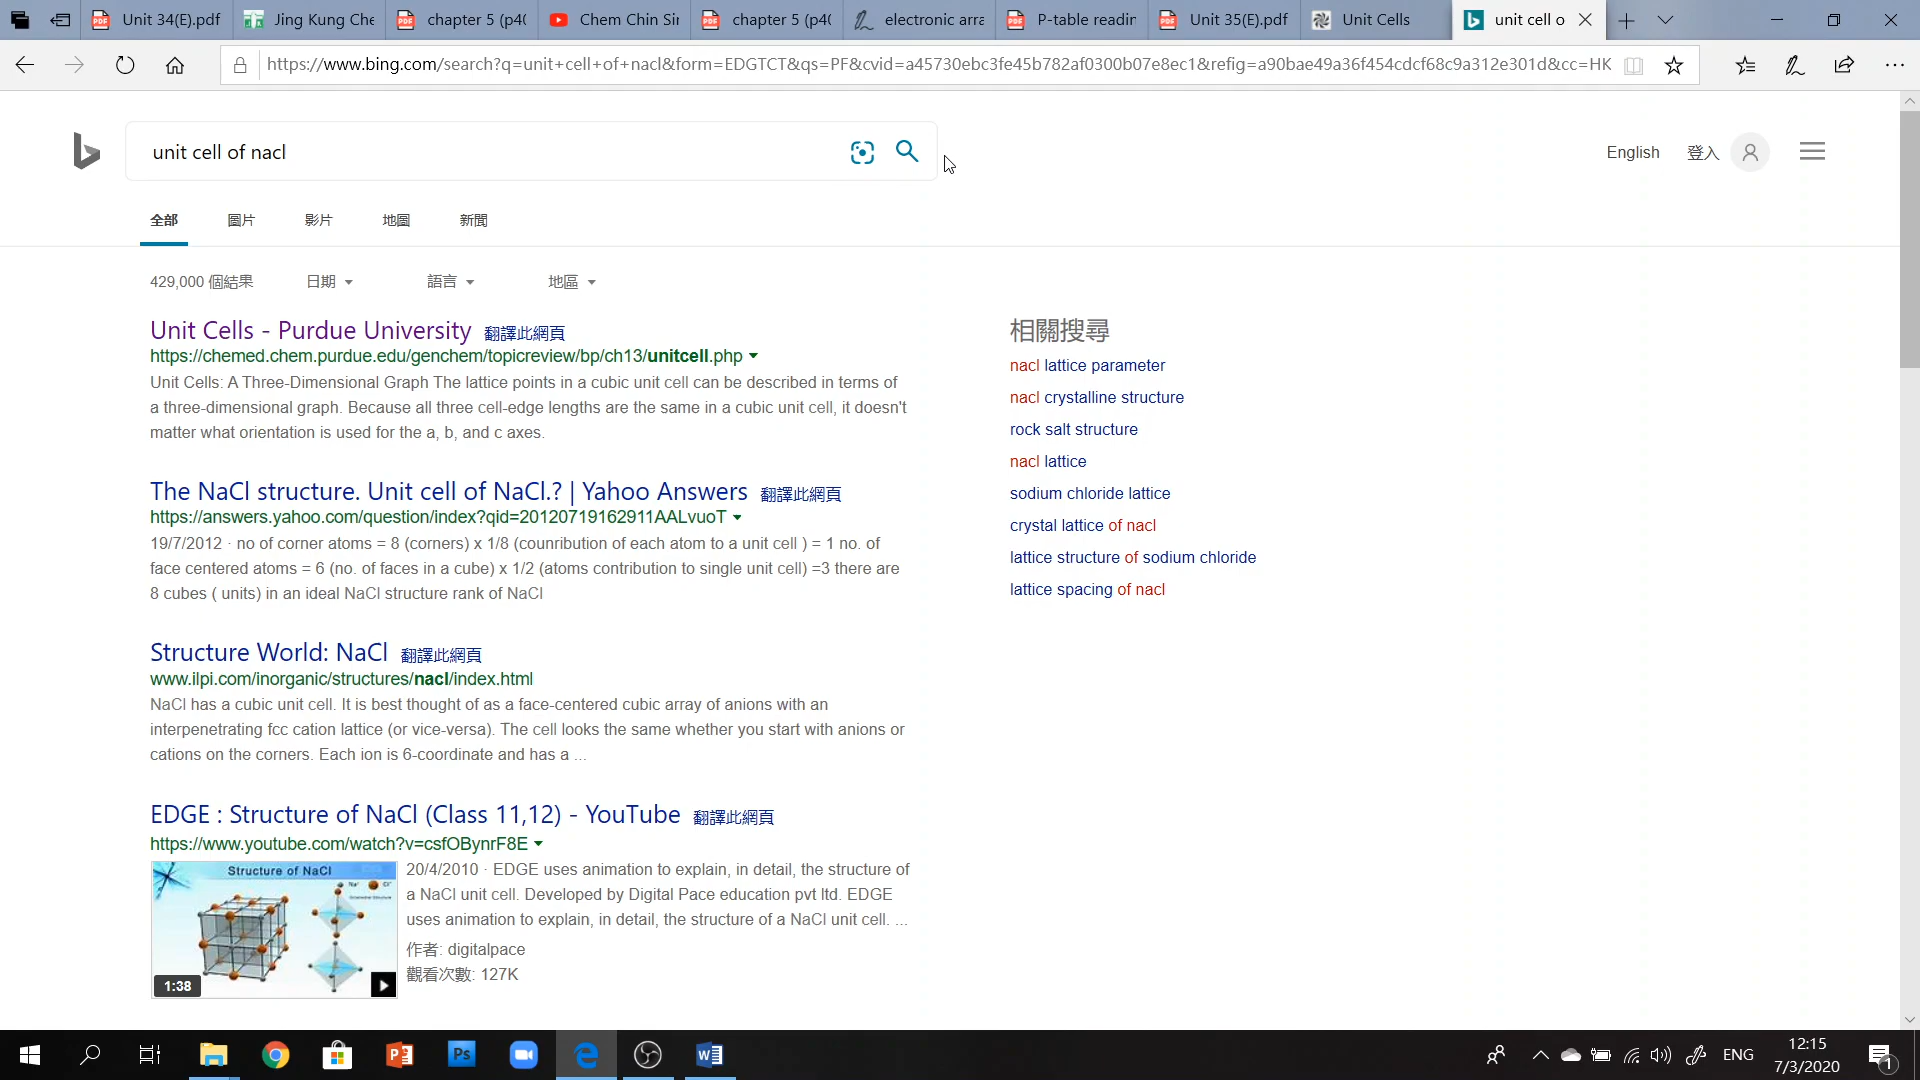 Unit 34(E).pdf
Jing Kung Che
chapter 5 (p4(
Chem Chin Sir
chapter 5 (p4(
electronic arra
P-table readin
Unit 35(E).pdf
Unit Cells
unit cell o
https://www.bing.com/search?q=unit+cell+of+nacl&form=EDGTCT&qs=PF&cvid=a45730ebc3fe45b782af0300b07e8ec1&refig=a90bae49a36f454cdcf68c9a312e301d&cc=HK
unit cell of nacl
English 登入
全部 圖片 影片 地圖 新聞
429,000 個結果 日期 語言 地區
Unit Cells - Purdue University 翻譯此網頁
https://chemed.chem.purdue.edu/genchem/topicreview/bp/ch13/unitcell.php
Unit Cells: A Three-Dimensional Graph The lattice points in a cubic unit cell can be described in terms of
a three-dimensional graph. Because all three cell-edge lengths are the same in a cubic unit cell, it doesn't
matter what orientation is used for the a, b, and c axes.
The NaCl structure. Unit cell of NaCl.? | Yahoo Answers 翻譯此網頁
https://answers.yahoo.com/question/index?qid=20120719162911AALvuoT
19/7/2012 · no of corner atoms = 8 (corners) x 1/8 (counribution of each atom to a unit cell ) = 1 no. of
face centered atoms = 6 (no. of faces in a cube) x 1/2 (atoms contribution to single unit cell) =3 there are
8 cubes ( units) in an ideal NaCl structure rank of NaCl
Structure World: NaCl 翻譯此網頁
www.ilpi.com/inorganic/structures/nacl/index.html
NaCl has a cubic unit cell. It is best thought of as a face-centered cubic array of anions with an
interpenetrating fcc cation lattice (or vice-versa). The cell looks the same whether you start with anions or
cations on the corners. Each ion is 6-coordinate and has a ...
EDGE : Structure of NaCl (Class 11,12) - YouTube 翻譯此網頁
https://www.youtube.com/watch?v=csfOBynrF8E
Structure of NaCl
1:38
20/4/2010 · EDGE uses animation to explain, in detail, the structure of
a NaCl unit cell. Developed by Digital Pace education pvt ltd. EDGE
uses animation to explain, in detail, the structure of a NaCl unit cell. ...
作者: digitalpace
觀看次數: 127K
相關搜尋
nacl lattice parameter
nacl crystalline structure
rock salt structure
nacl lattice
sodium chloride lattice
crystal lattice of nacl
lattice structure of sodium chloride
lattice spacing of nacl
ENG
12:15
7/3/2020
1